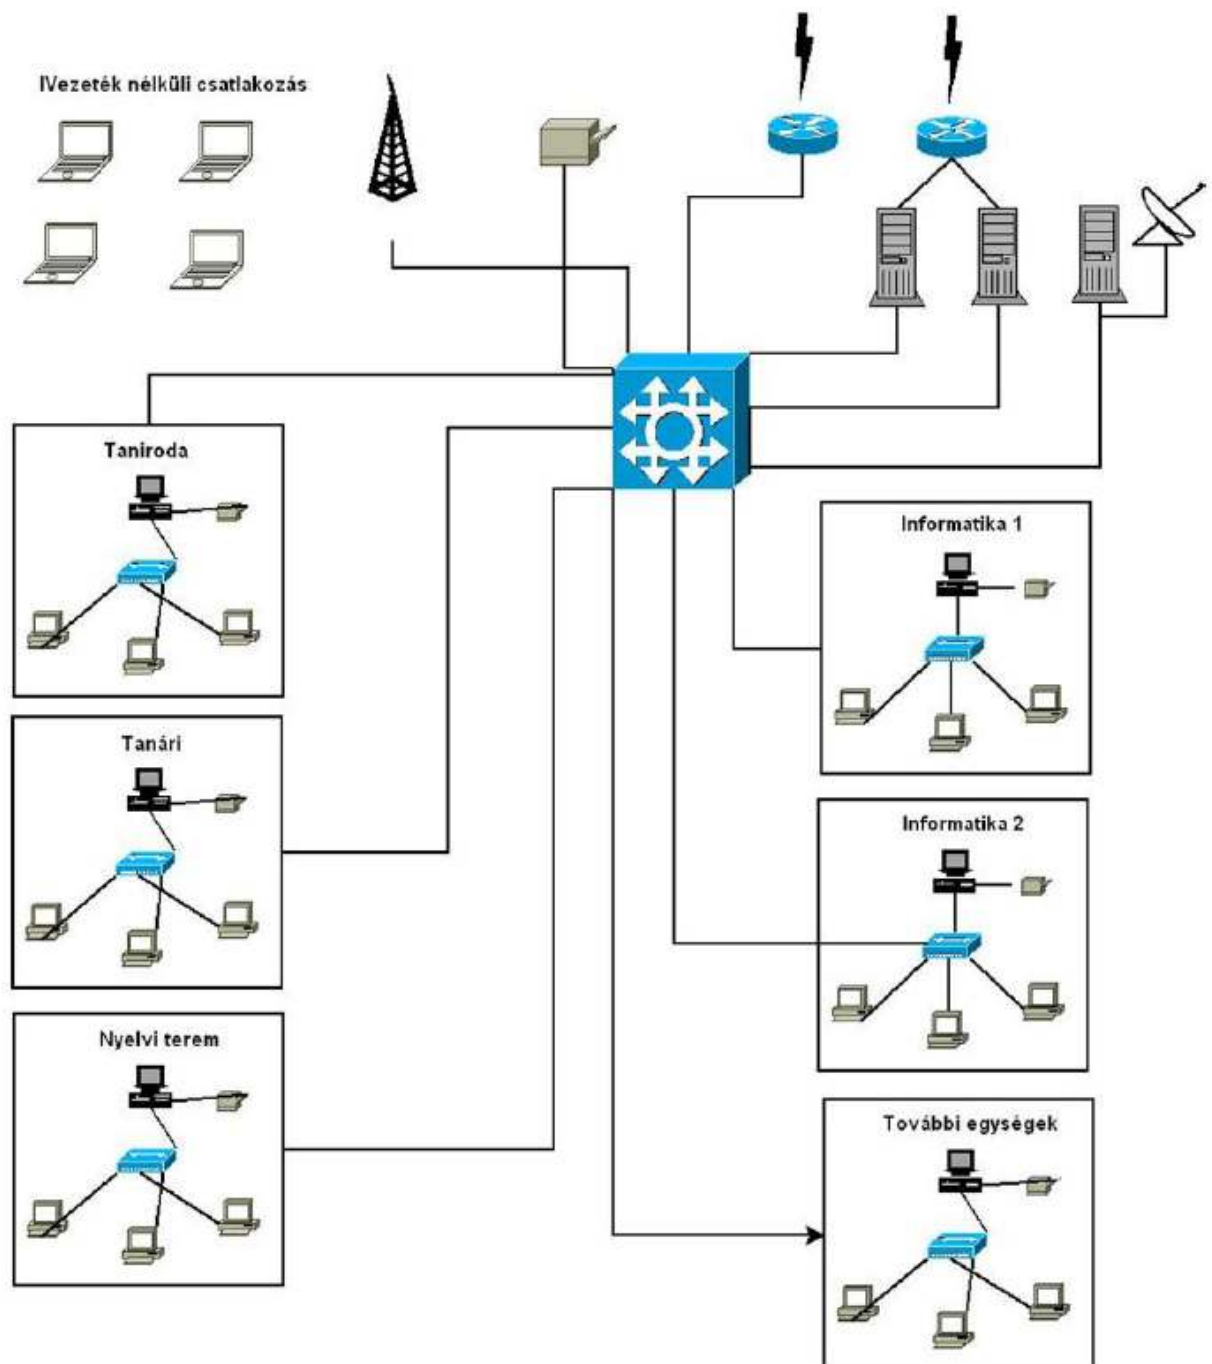 IVezeték nélküli csatlakozás
Taniroda
Informatika 1
Tanári
Informatika 2
Nyelvi terem
További egységek